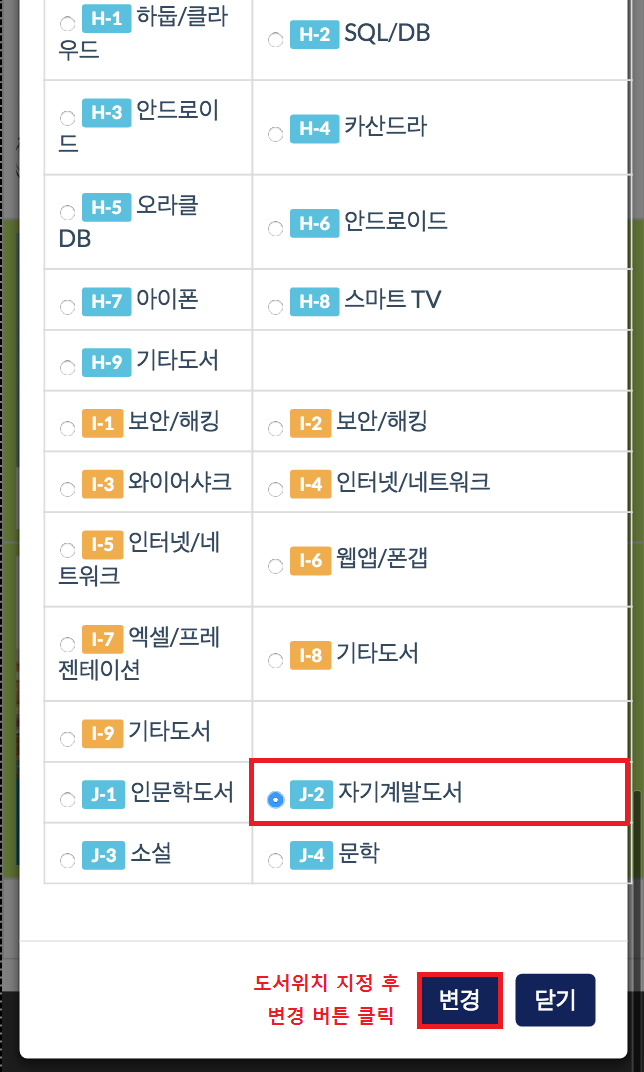 H-1 하둡/클라
우드
H-2 SQL/DB
H-3 안드로이
드
H-4 카산드라
H-5 오라클
DB
H-6 안드로이드
H-7 아이폰
H-8 스마트 TV
H-9 기타도서
I-1 보안/해킹
I-2 보안/해킹
I-3 와이어샤크
I-4 인터넷/네트워크
I-5 인터넷/네
트워크
I-6 웹앱/폰갭
I-7 엑셀/프레
젠테이션
I-8 기타도서
I-9 기타도서
J-1 인문학도서
J-2 자기계발도서
J-3 소설
J-4 문학
도서위치 지정 후
변경 버튼 클릭
변경
닫기